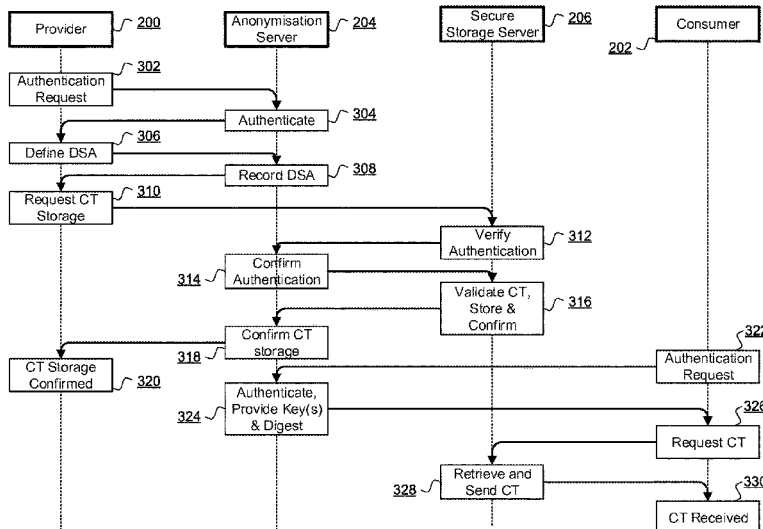 Provider
200
Anonymisation
Server
204
Secure
Storage Server
206
Consumer
202
302
Authentication
Request
Authenticate
304
306
Define DSA
Record DSA
308
310
Request CT
Storage
Verify
Authentication
312
314
Confirm
Authentication
Validate CT,
Store &
Confirm
316
322
318
Confirm CT
storage
Authentication
Request
CT Storage
Confirmed
320
324
Authenticate,
Provide Key(s)
& Digest
326
Request CT
328
Retrieve and
Send CT
330
CT Received